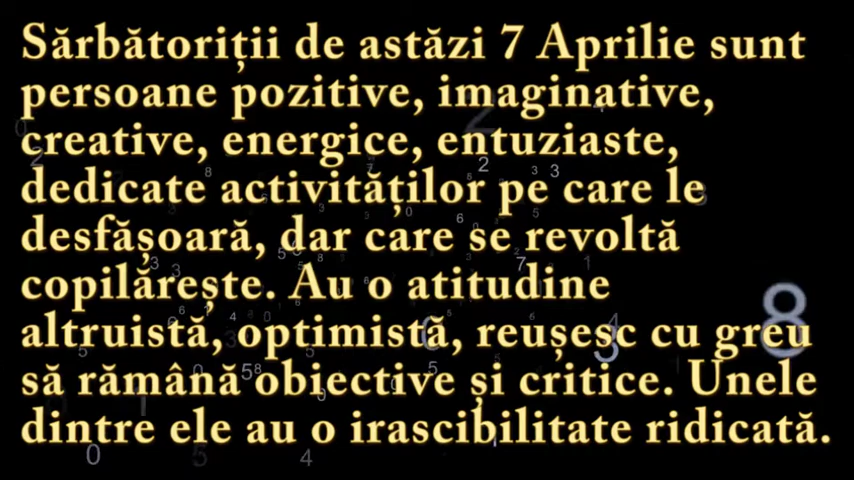 Sărbătoriții de astăzi 7 Aprilie sunt
persoane pozitive, imaginative,
creative, energice, entuziaste,
dedicate activităților pe care le
desfășoară, dar care se revoltă
copilărește. Au o atitudine
altruistă, optimistă, reușesc cu greu
să rămână obiective și critice. Unele
dintre ele au o irascibilitate ridicată.